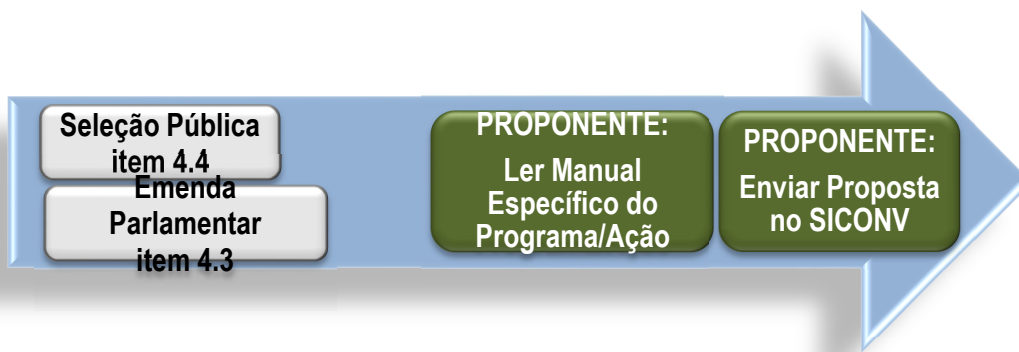 Seleção Pública
item 4.4
Emenda
Parlamentar
item 4.3
PROPONENTE:
Ler Manual
Específico do
Programa/Ação
PROPONENTE:
Enviar Proposta
no SICONV